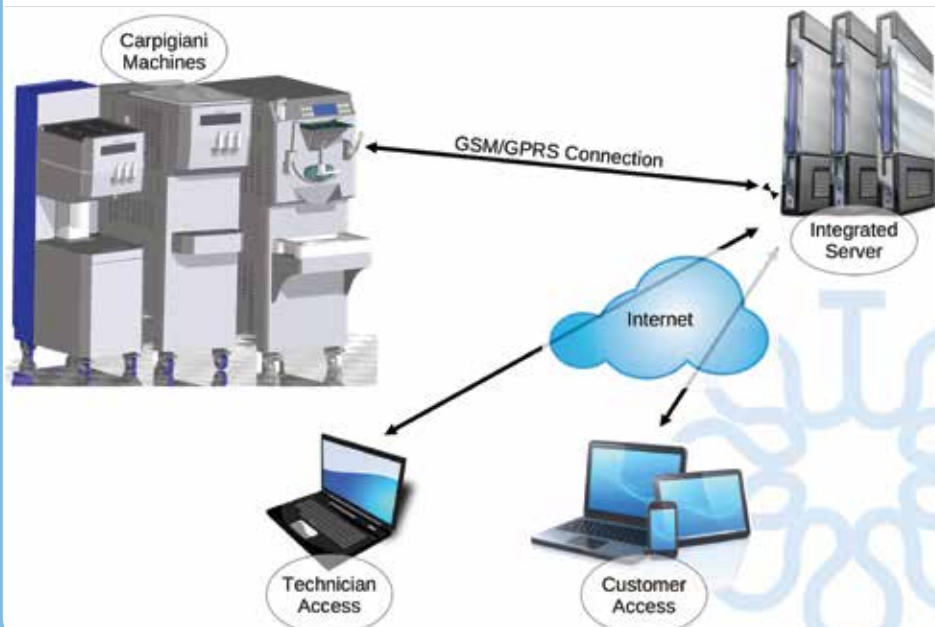 Carpigiani
Machines
GSM/GPRS Connection
Integrated
Server
Internet
Technician
Access
Customer
Access